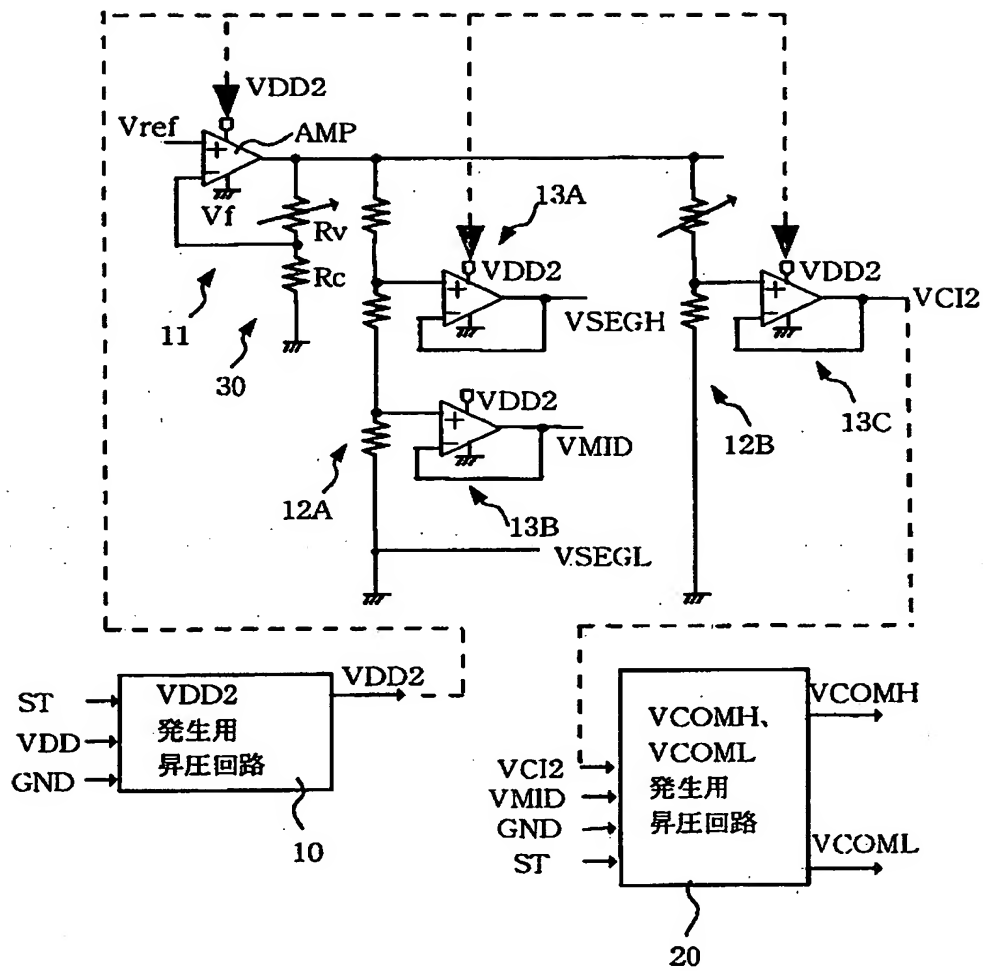 VDD2
Vref
AMP
Vf
Rv
Rc
11
30
13A
VDD2
VSEGH
VDD2
VMID
12A
13B
VSEGL
VDD2
VCI2
12B
13C
ST
VDD
GND
VDD2
発生用
昇圧回路
VDD2
10
VCI2
VMID
GND
ST
VCOMH、
VCOML
発生用
昇圧回路
VCOMH
VCOML
20